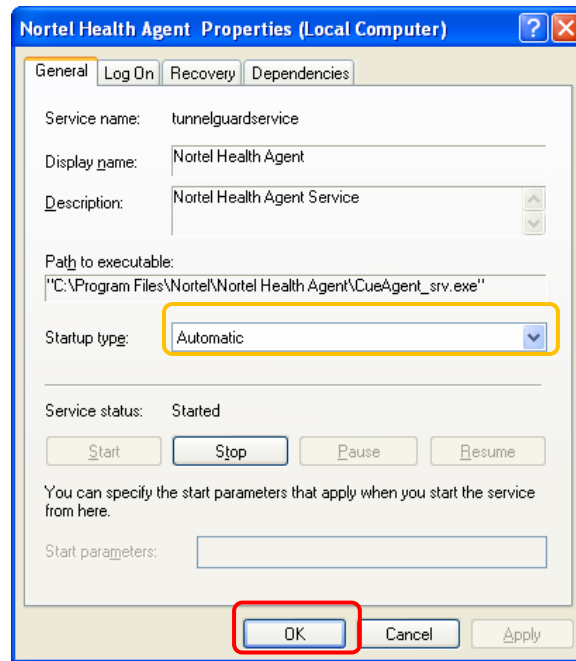 Nortel Health Agent Properties (Local Computer)
General Log On Recovery Dependencies
Service name: tunnelguardservice
Display name: Nortel Health Agent
Description: Nortel Health Agent Service
Path to executable:
"C:\Program Files\Nortel\Nortel Health Agent\CueAgent_srv.exe"
Startup type: Automatic
Service status: Started
Start Stop Pause Resume
You can specify the start parameters that apply when you start the service
from here.
Start parameters:
OK Cancel Apply